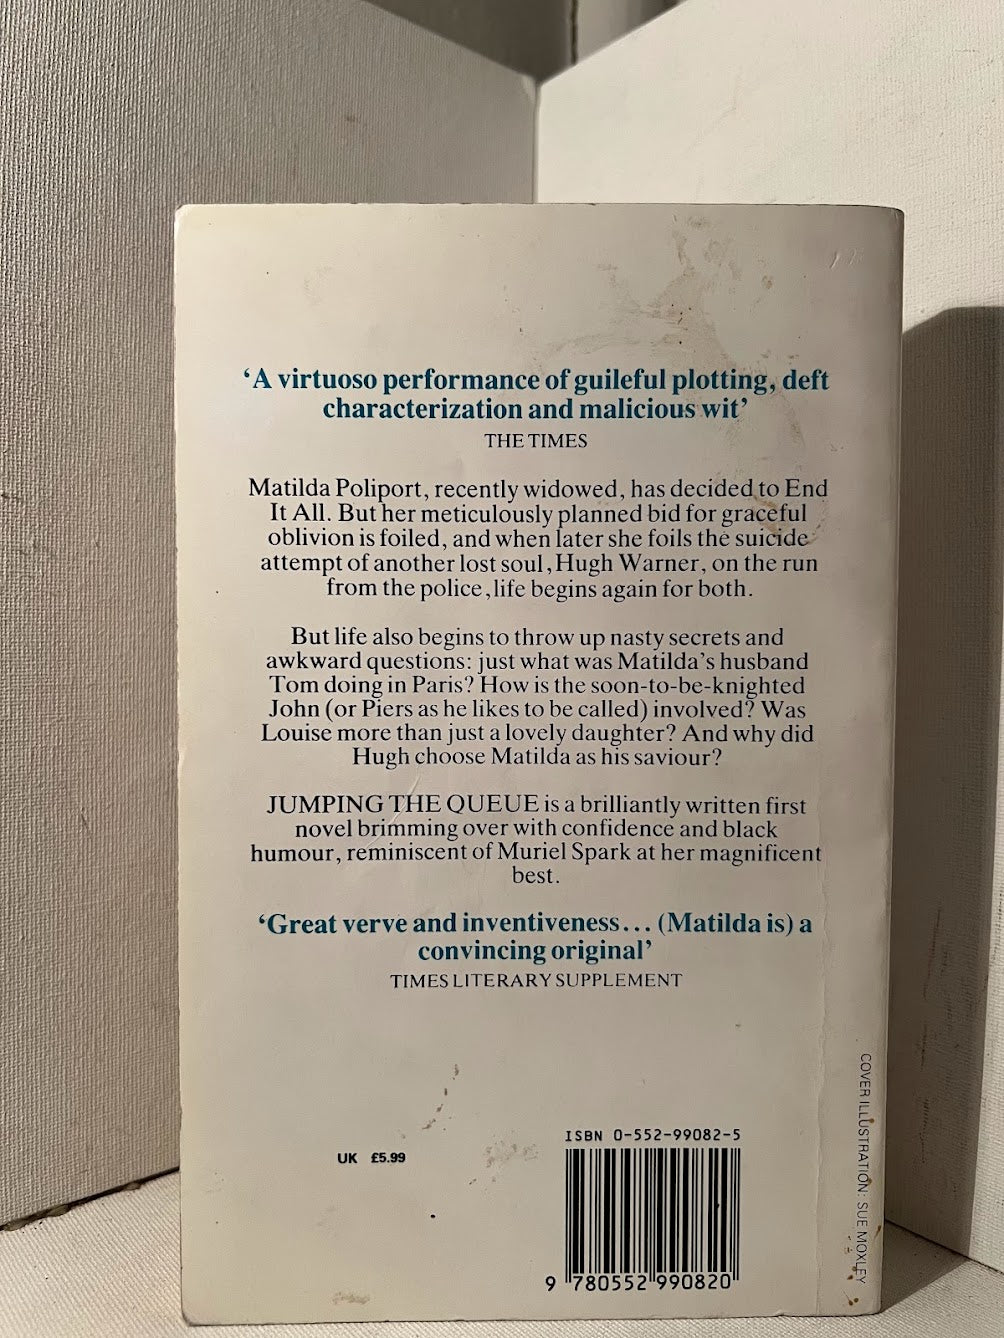 ‘A virtuoso performance of guileful plotting, deft
characterization and malicious wit’
THE TIMES
Matilda Poliport, recently widowed, has decided to End
It All. But her meticulously planned bid for graceful
oblivion is foiled, and when later she foils the suicide
attempt of another lost soul, Hugh Warner, on the run
from the police, life begins again for both.
But life also begins to throw up nasty secrets and
awkward questions: just what was Matilda’s husband
Tom doing in Paris? How is the soon-to-be-knighted
John (or Piers as he likes to be called) involved? Was
Louise more than just a lovely daughter? And why did
Hugh choose Matilda as his saviour?
JUMPING THE QUEUE is a brilliantly written first
novel brimming over with confidence and black
humour, reminiscent of Muriel Spark at her magnificent
best.
‘Great verve and inventiveness... (Matilda is) a
convincing original’
TIMES LITERARY SUPPLEMENT
UK £5.99
ISBN 0-552-99082-5
9 780552 990820
COVER ILLUSTRATION: SUE MOXLEY